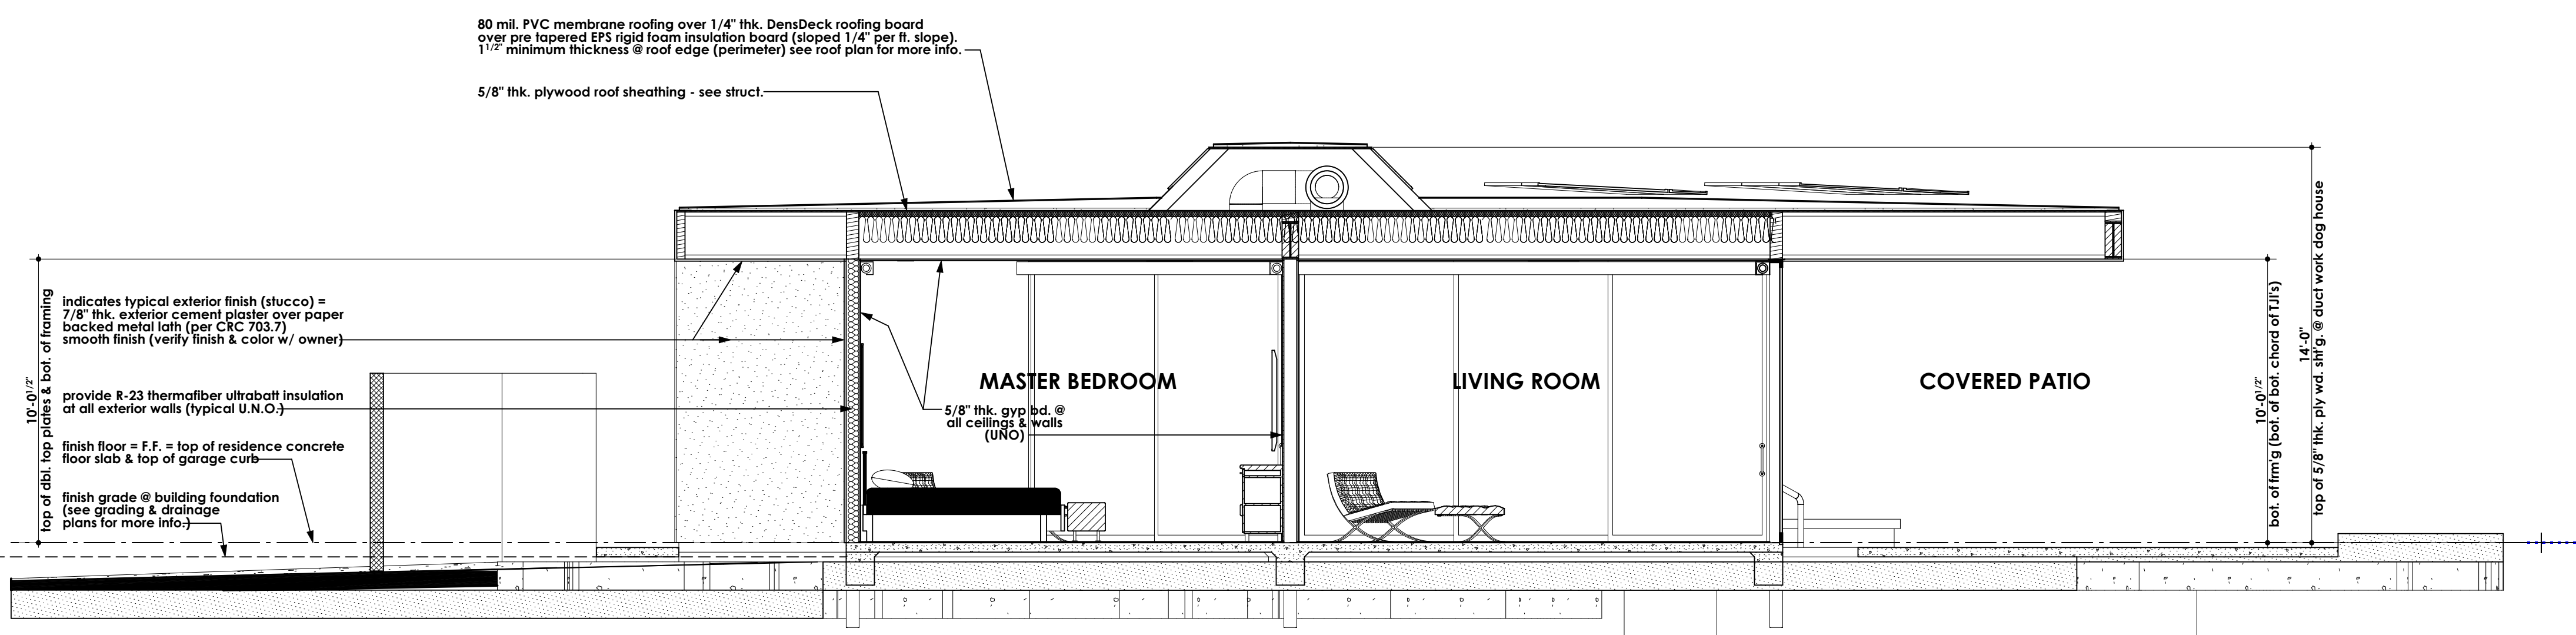 80 mil. PVC membrane roofing over 1/4" thk. DensDeck roofing board
over pre tapered EPS rigid foam insulation board (sloped 1/4" per ft. slope).
1 1/2" minimum thickness @ roof edge (perimeter) see roof plan for more info.
5/8" thk. plywood roof sheathing - see struct.
indicates typical exterior finish (stucco) =
7/8" thk. exterior cement plaster over paper
backed metal lath (per CRC 703.7)
smooth finish (verify finish & color w/ owner)
provide R-23 thermafiber ultrabatt insulation
at all exterior walls (typical U.N.O.)
finish floor = F.F. = top of residence concrete
floor slab & top of garage curb
finish grade @ building foundation
(see grading & drainage
plans for more info.)
10'-0 1/2"
top of dbl. top plates & bot. of framing
MASTER BEDROOM
5/8" thk. gyp bd. @
all ceilings & walls
(UNO)
LIVING ROOM
COVERED PATIO
10'-0 1/2"
bot. of frm'g (bot. of bot. chord of TJI's)
14'-0"
top of 5/8" thk. ply wd. sht'g. @ duct work dog house